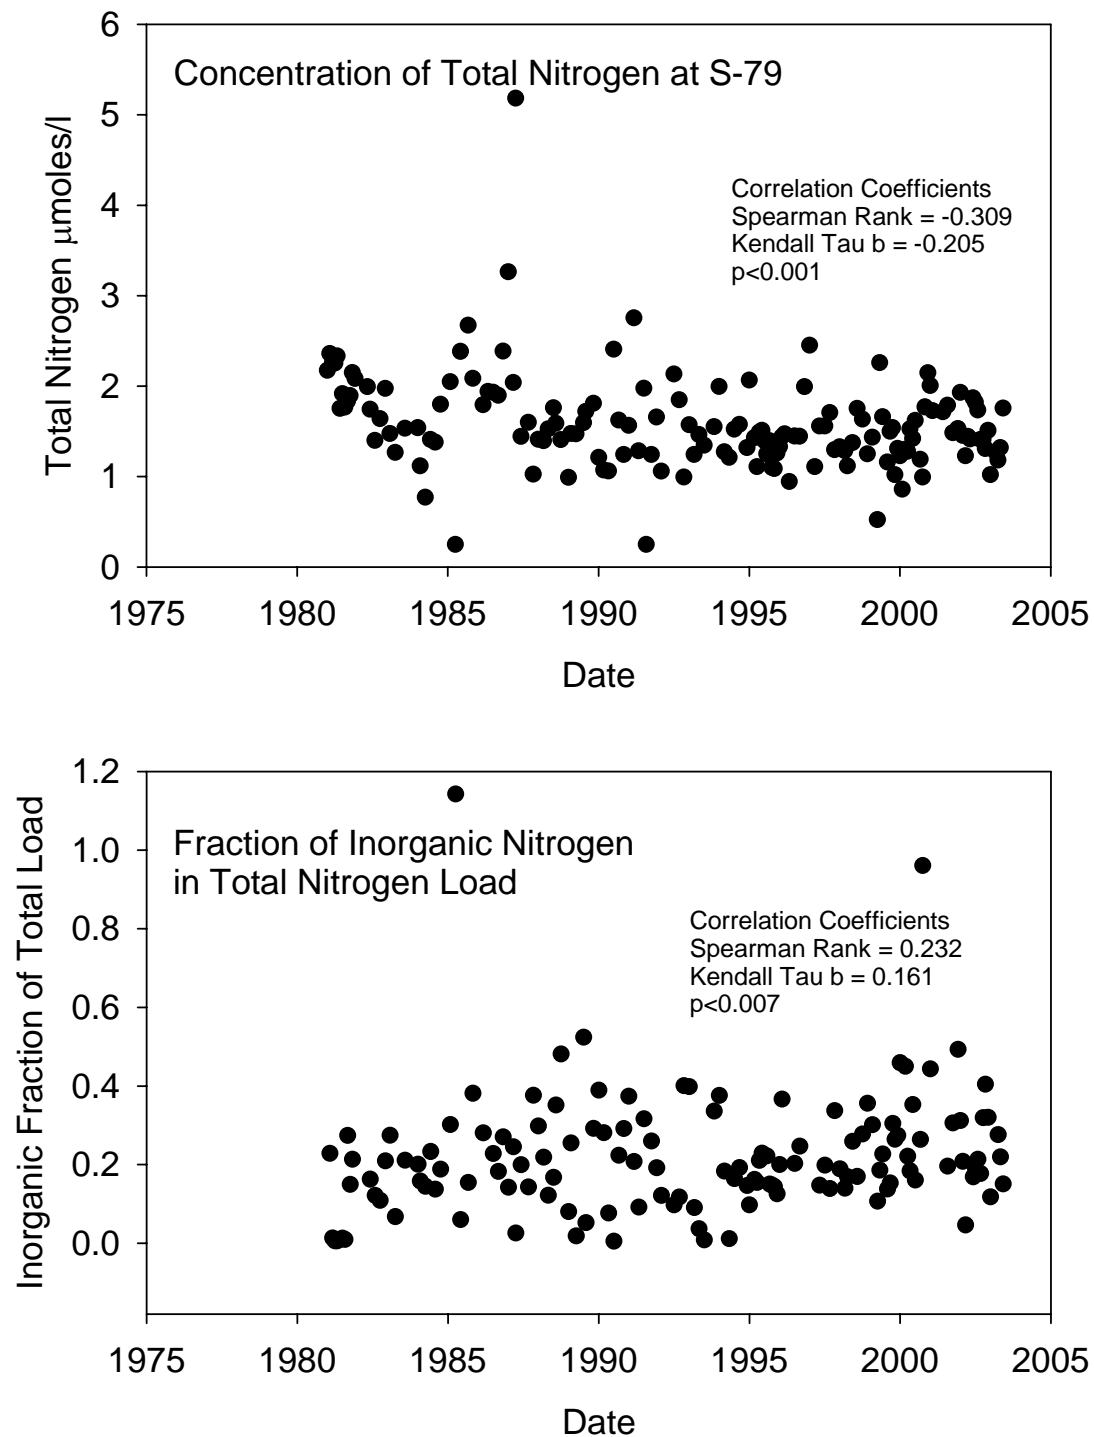 6
Concentration of Total Nitrogen at S-79
5
Total Nitrogen μmoles/l
Correlation Coefficients
4
Spearman Rank = -0.309
Kendall Tau b = -0.205
p<0.001
3
2
1
0
1975 1980 1985 1990 1995 2000 2005
Date
1.2
Fraction of Inorganic Nitrogen
1.0
in Total Nitrogen Load
Inorganic Fraction of Total Load
Correlation Coefficients
0.8
Spearman Rank = 0.232
Kendall Tau b = 0.161
p<0.007
0.6
0.4
0.2
0.0
1975 1980 1985 1990 1995 2000 2005
Date